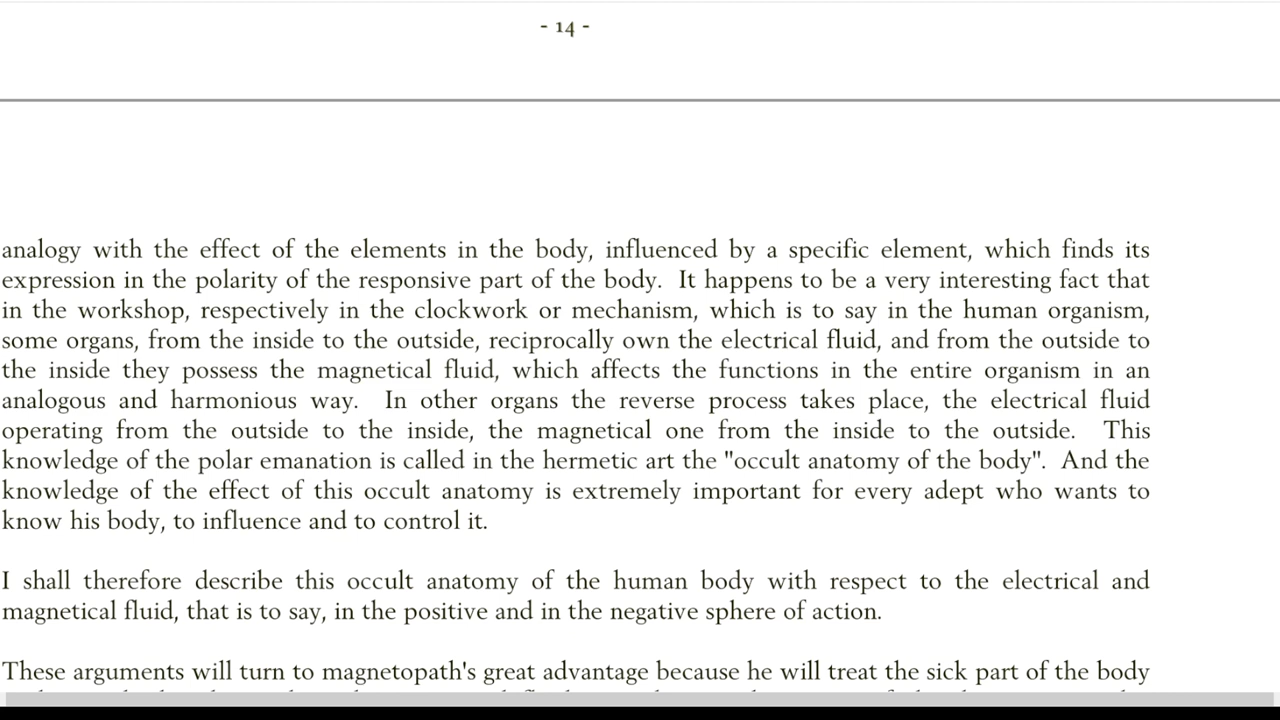 - 14 -
analogy with the effect of the elements in the body, influenced by a specific element, which finds its
expression in the polarity of the responsive part of the body. It happens to be a very interesting fact that
in the workshop, respectively in the clockwork or mechanism, which is to say in the human organism,
some organs, from the inside to the outside, reciprocally own the electrical fluid, and from the outside to
the inside they possess the magnetical fluid, which affects the functions in the entire organism in an
analogous and harmonious way. In other organs the reverse process takes place, the electrical fluid
operating from the outside to the inside, the magnetical one from the inside to the outside. This
knowledge of the polar emanation is called in the hermetic art the "occult anatomy of the body". And the
knowledge of the effect of this occult anatomy is extremely important for every adept who wants to
know his body, to influence and to control it.
I shall therefore describe this occult anatomy of the human body with respect to the electrical and
magnetical fluid, that is to say, in the positive and in the negative sphere of action.
These arguments will turn to magnetopath's great advantage because he will treat the sick part of the body